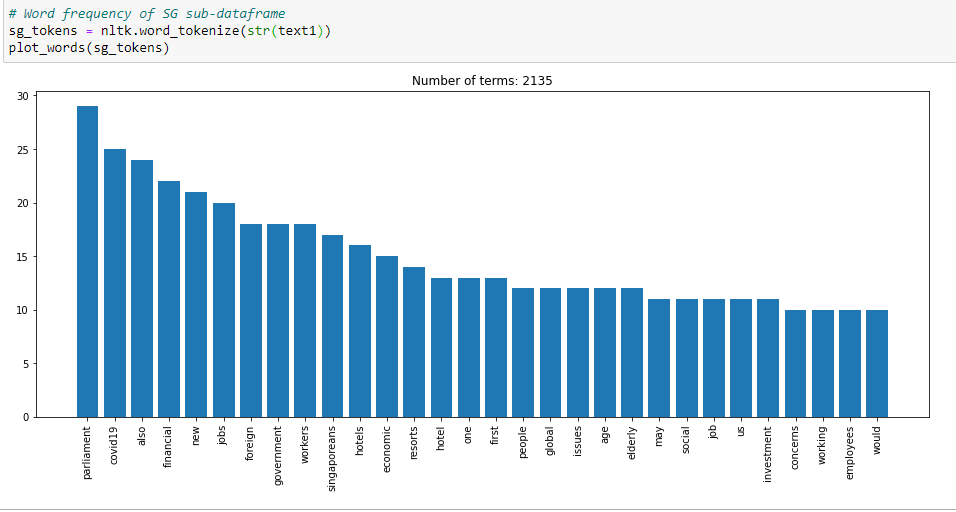 # Word frequency of SG sub-dataframe
sg_tokens = nltk.word_tokenize(str(text1))
plot_words(sg_tokens)
Number of terms: 2135
30
25
20
15
10
5
0
parliament
covid19
also
financial
new
jobs
foreign
government
workers
singaporeans
hotels
economic
resorts
hotel
one
first
people
global
issues
age
elderly
may
social
job
us
investment
concerns
working
employees
would